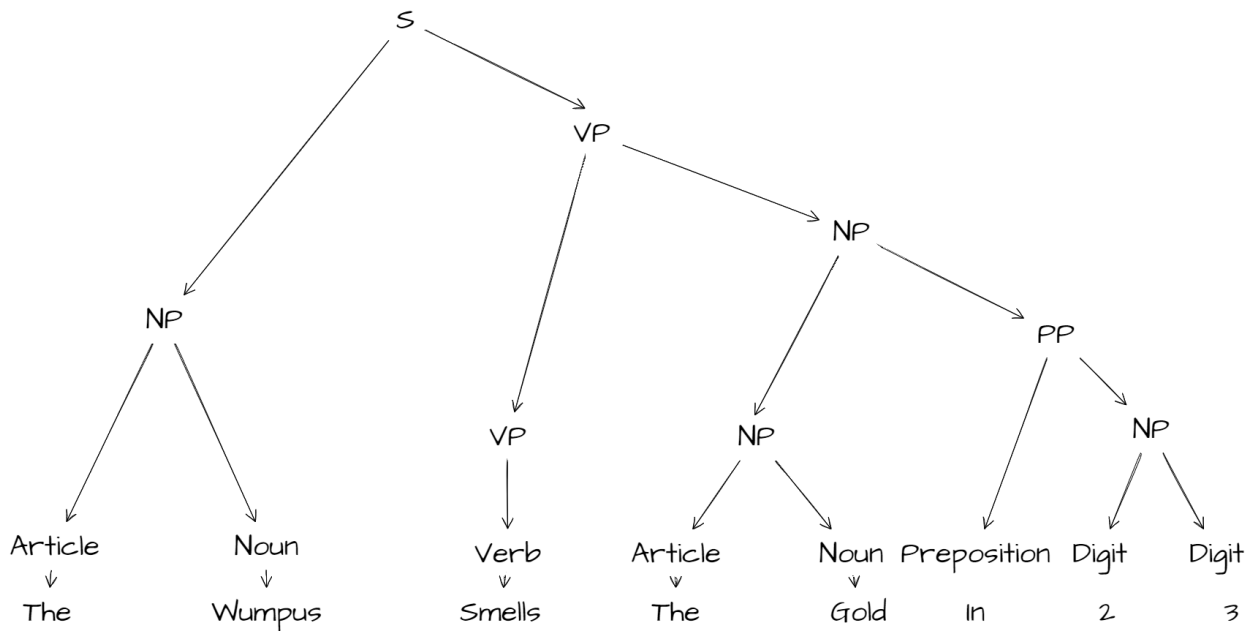 S
VP
NP
NP
PP
VP
NP
NP
Article Noun Verb Article Noun Preposition Digit Digit
The Wumpus Smells The Gold In 2 3